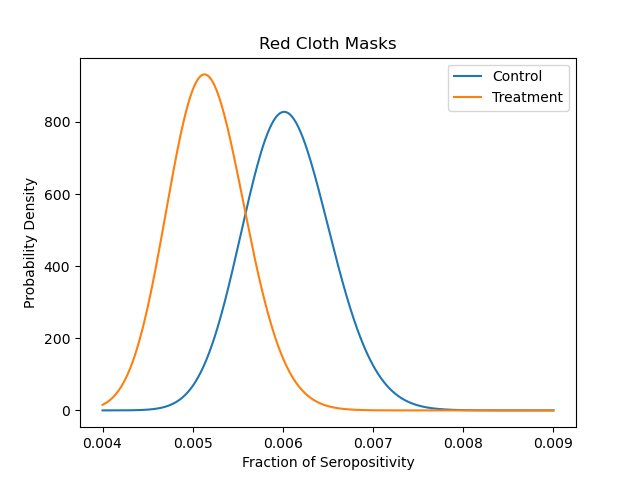 Red Cloth Masks
Control
Treatment
Probability Density
800
600
400
200
0
0.004 0.005 0.006 0.007 0.008 0.009
Fraction of Seropositivity